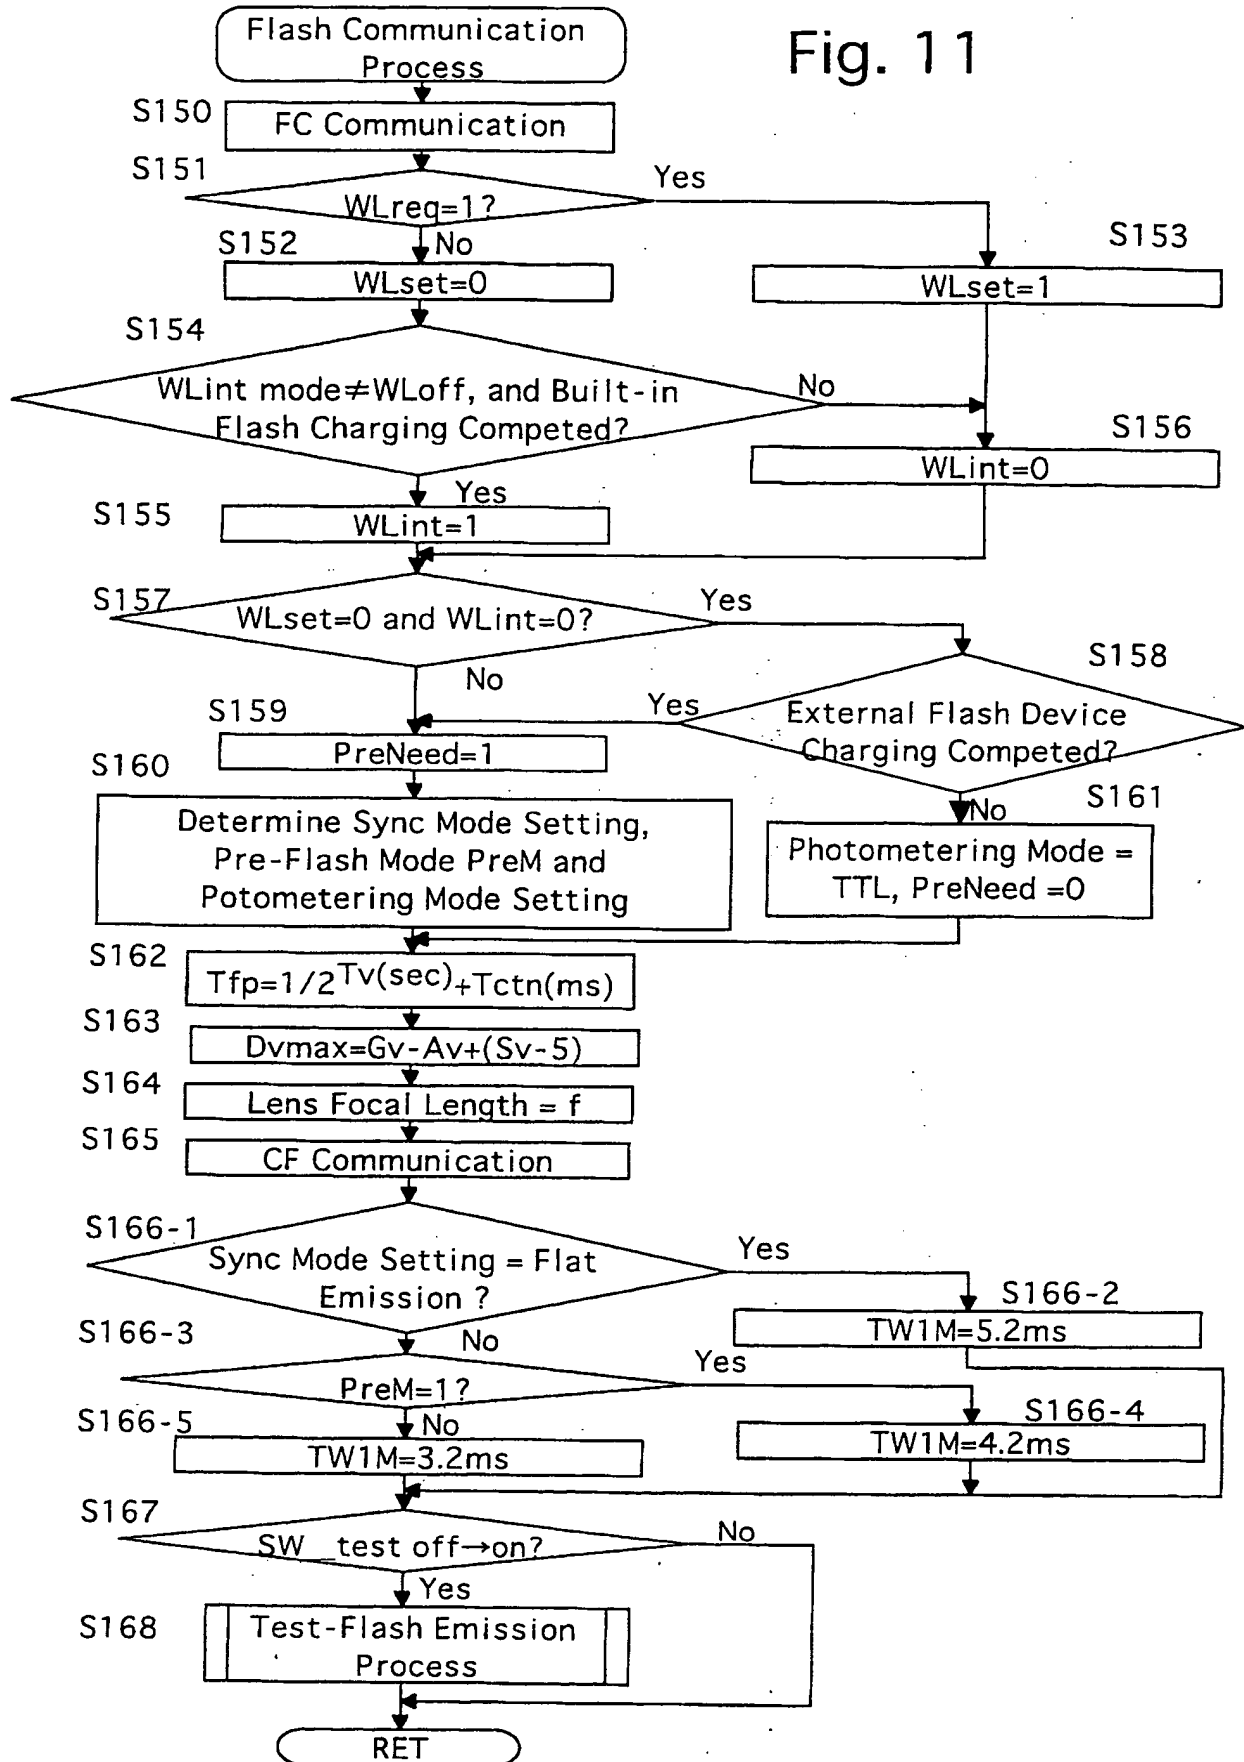 Flash Communication
Process
Fig. 11
S150
FC Communication
S151
WLreq=1?
Yes
No
S152
WLset=0
S153
WLset=1
S154
WLint mode≠WLoff, and Built-in
Flash Charging Competed?
No
Yes
S155
WLint=1
S156
WLint=0
S157
WLset=0 and WLint=0?
Yes
No
S158
External Flash Device
Charging Competed?
Yes
No
S159
PreNeed=1
S160
Determine Sync Mode Setting,
Pre-Flash Mode PreM and
Potometering Mode Setting
S161
Photometering Mode =
TTL, PreNeed =0
S162
Tfp=1/2^Tv(sec)+Tctn(ms)
S163
Dvmax=Gv-Av+(Sv-5)
S164
Lens Focal Length = f
S165
CF Communication
S166-1
Sync Mode Setting = Flat
Emission ?
Yes
No
S166-2
TW1M=5.2ms
S166-3
PreM=1?
Yes
No
S166-4
TW1M=4.2ms
S166-5
TW1M=3.2ms
S167
SW_test off→on?
No
Yes
S168
Test-Flash Emission
Process
RET